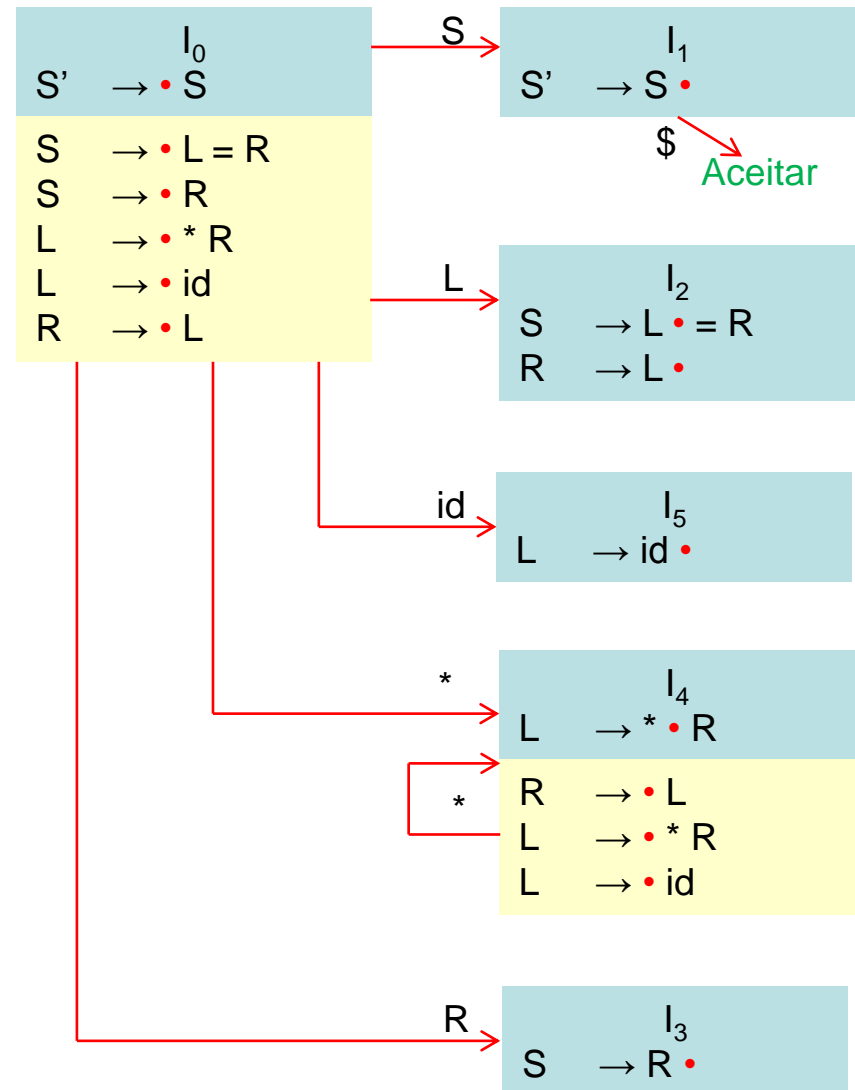 I₀
S’ → • S
S → • L = R
S → • R
L → • * R
L → • id
R → • L
S
I₁
S’ → S •
$
Aceitar
L
I₂
S → L • = R
R → L •
id
I₅
L → id •
*
I₄
L → * • R
*
R → • L
L → • * R
L → • id
R
I₃
S → R •